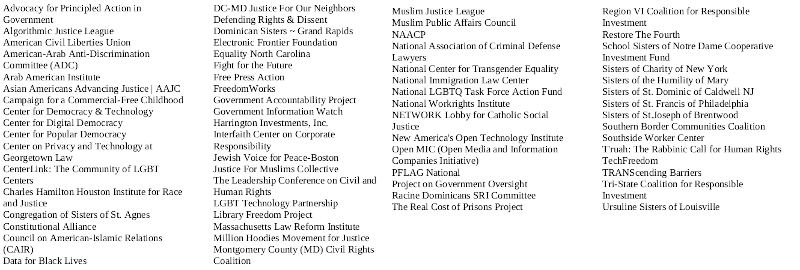 Advocacy for Principled Action in
Government
Algorithmic Justice League
American Civil Liberties Union
American-Arab Anti-Discrimination
Committee (ADC)
Arab American Institute
Asian Americans Advancing Justice | AAJC
Campaign for a Commercial-Free Childhood
Center for Democracy & Technology
Center for Digital Democracy
Center for Popular Democracy
Center on Privacy and Technology at
Georgetown Law
CenterLink: The Community of LGBT
Centers
Charles Hamilton Houston Institute for Race
and Justice
Congregation of Sisters of St. Agnes
Constitutional Alliance
Council on American-Islamic Relations
(CAIR)
Data for Black Lives
DC-MD Justice For Our Neighbors
Defending Rights & Dissent
Dominican Sisters ~ Grand Rapids
Electronic Frontier Foundation
Equality North Carolina
Fight for the Future
Free Press Action
FreedomWorks
Government Accountability Project
Government Information Watch
Harrington Investments, Inc.
Interfaith Center on Corporate
Responsibility
Jewish Voice for Peace-Boston
Justice For Muslims Collective
The Leadership Conference on Civil and
Human Rights
LGBT Technology Partnership
Library Freedom Project
Massachusetts Law Reform Institute
Million Hoodies Movement for Justice
Montgomery County (MD) Civil Rights
Coalition
Muslim Justice League
Muslim Public Affairs Council
NAACP
National Association of Criminal Defense
Lawyers
National Center for Transgender Equality
National Immigration Law Center
National LGBTQ Task Force Action Fund
National Workrights Institute
NETWORK Lobby for Catholic Social
Justice
New America's Open Technology Institute
Open MIC (Open Media and Information
Companies Initiative)
PFLAG National
Project on Government Oversight
Racine Dominicans SRI Committee
The Real Cost of Prisons Project
Region VI Coalition for Responsible
Investment
Restore The Fourth
School Sisters of Notre Dame Cooperative
Investment Fund
Sisters of Charity of New York
Sisters of the Humility of Mary
Sisters of St. Dominic of Caldwell NJ
Sisters of St. Francis of Philadelphia
Sisters of St.Joseph of Brentwood
Southern Border Communities Coalition
Southside Worker Center
T'ruah: The Rabbinic Call for Human Rights
TechFreedom
TRANScending Barriers
Tri-State Coalition for Responsible
Investment
Ursuline Sisters of Louisville